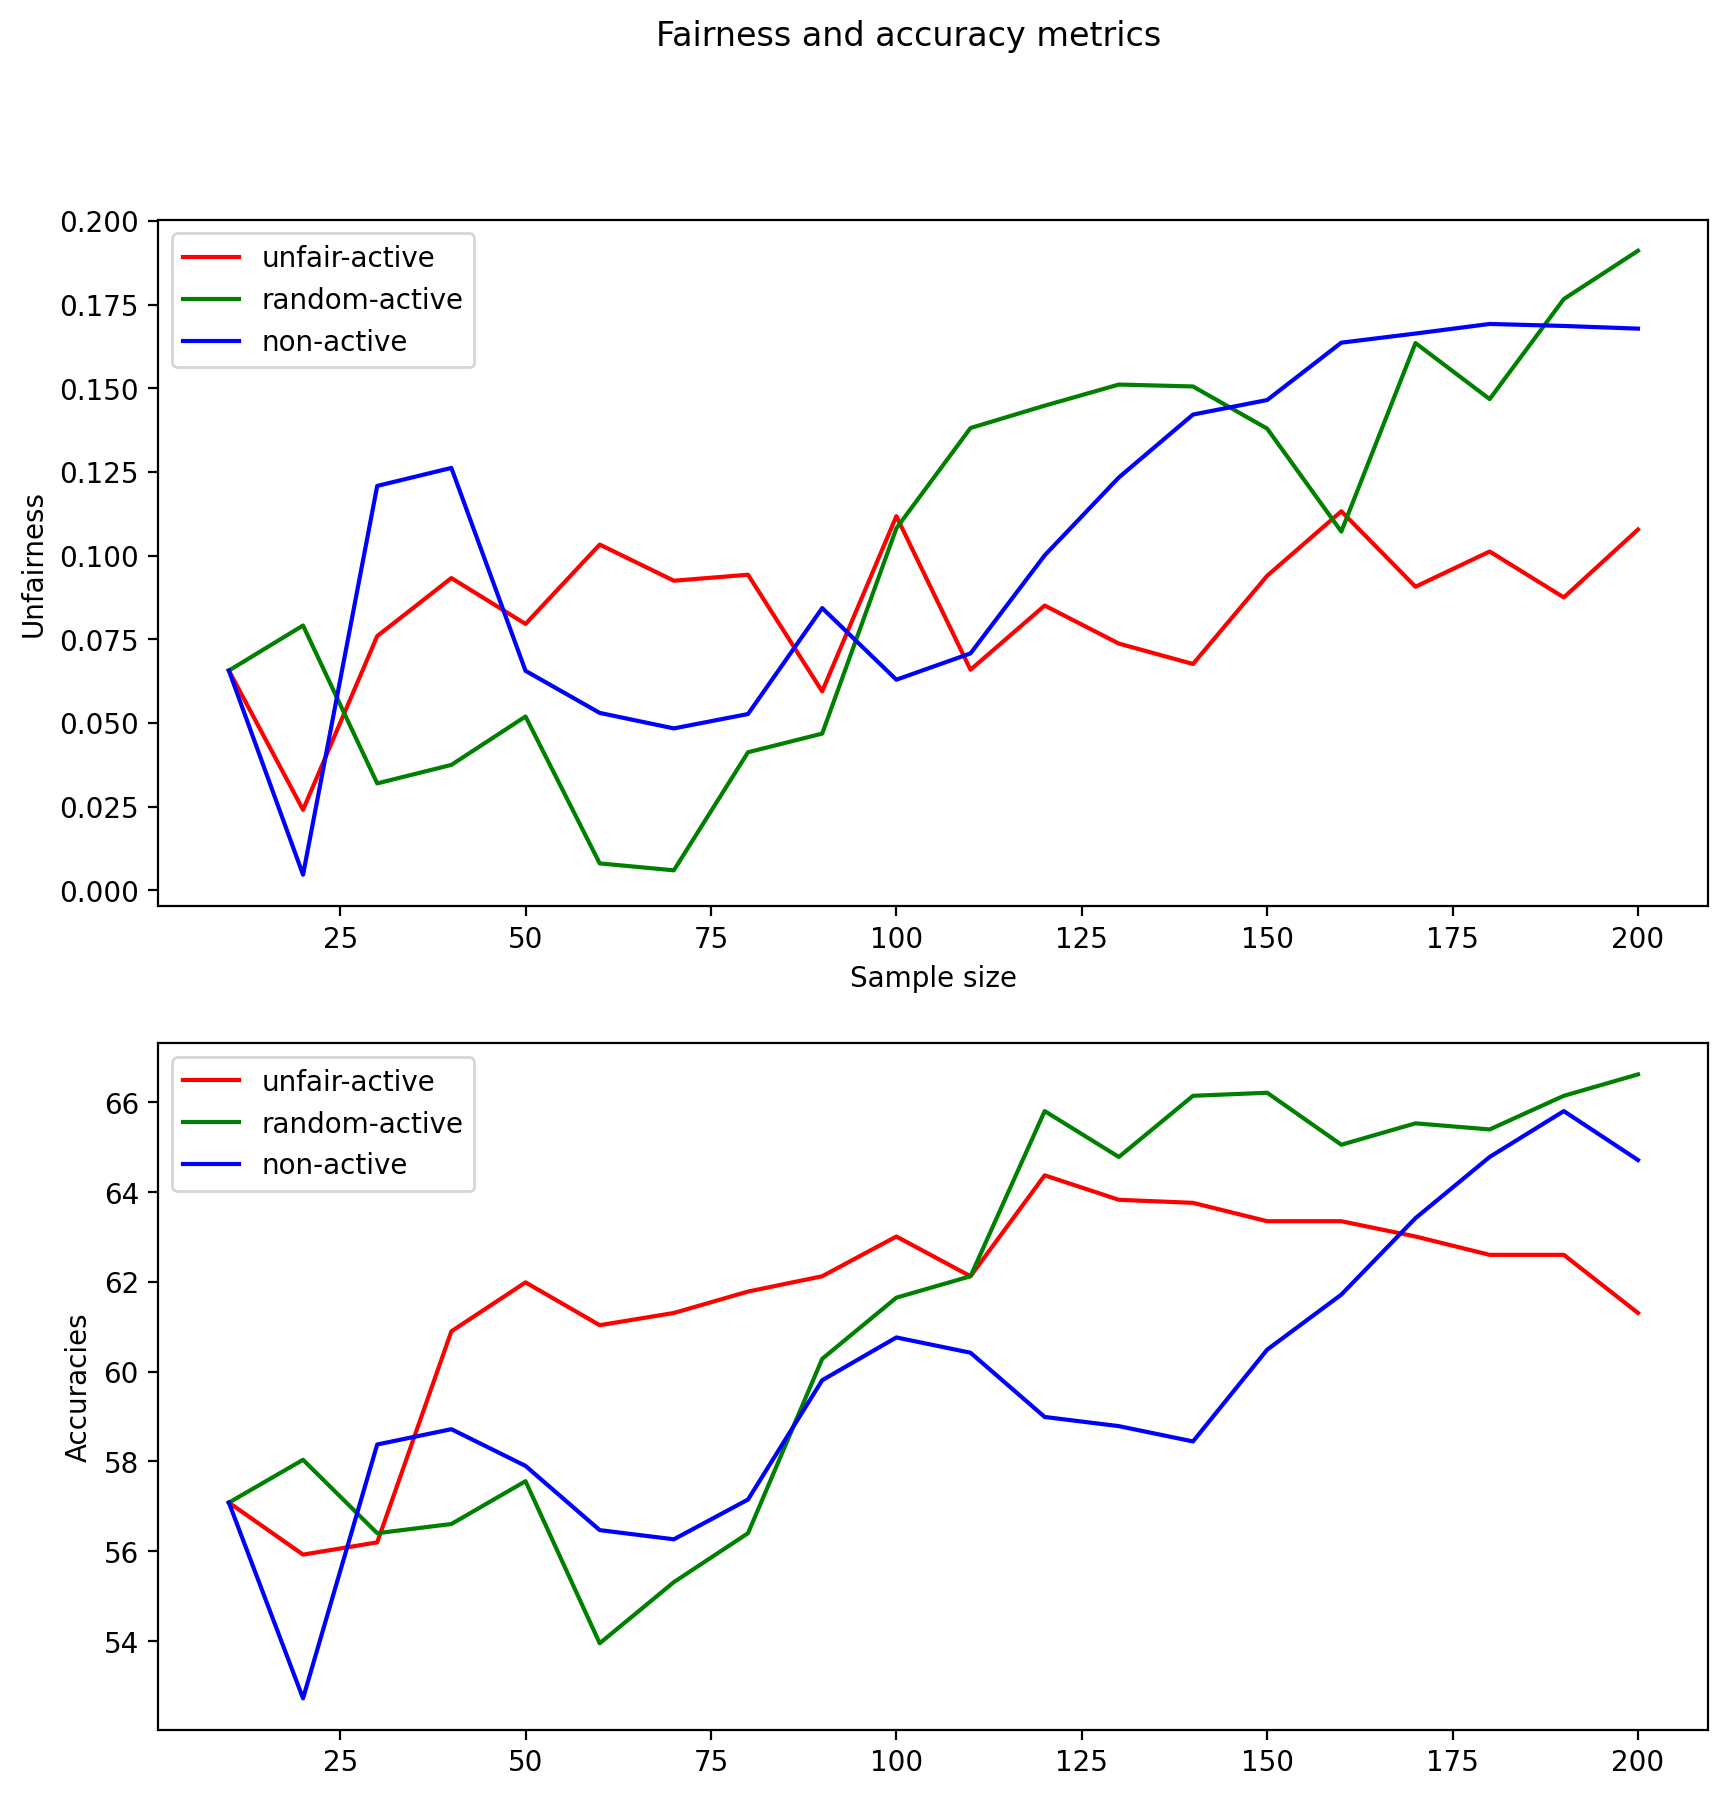 Fairness and accuracy metrics
0.200
0.175
0.150
0.125
0.100
0.075
0.050
0.025
0.000
Unfairness
unfair-active
random-active
non-active
25 50 75 100 125 150 175 200
Sample size
66
64
62
60
58
56
54
Accuracies
unfair-active
random-active
non-active
25 50 75 100 125 150 175 200